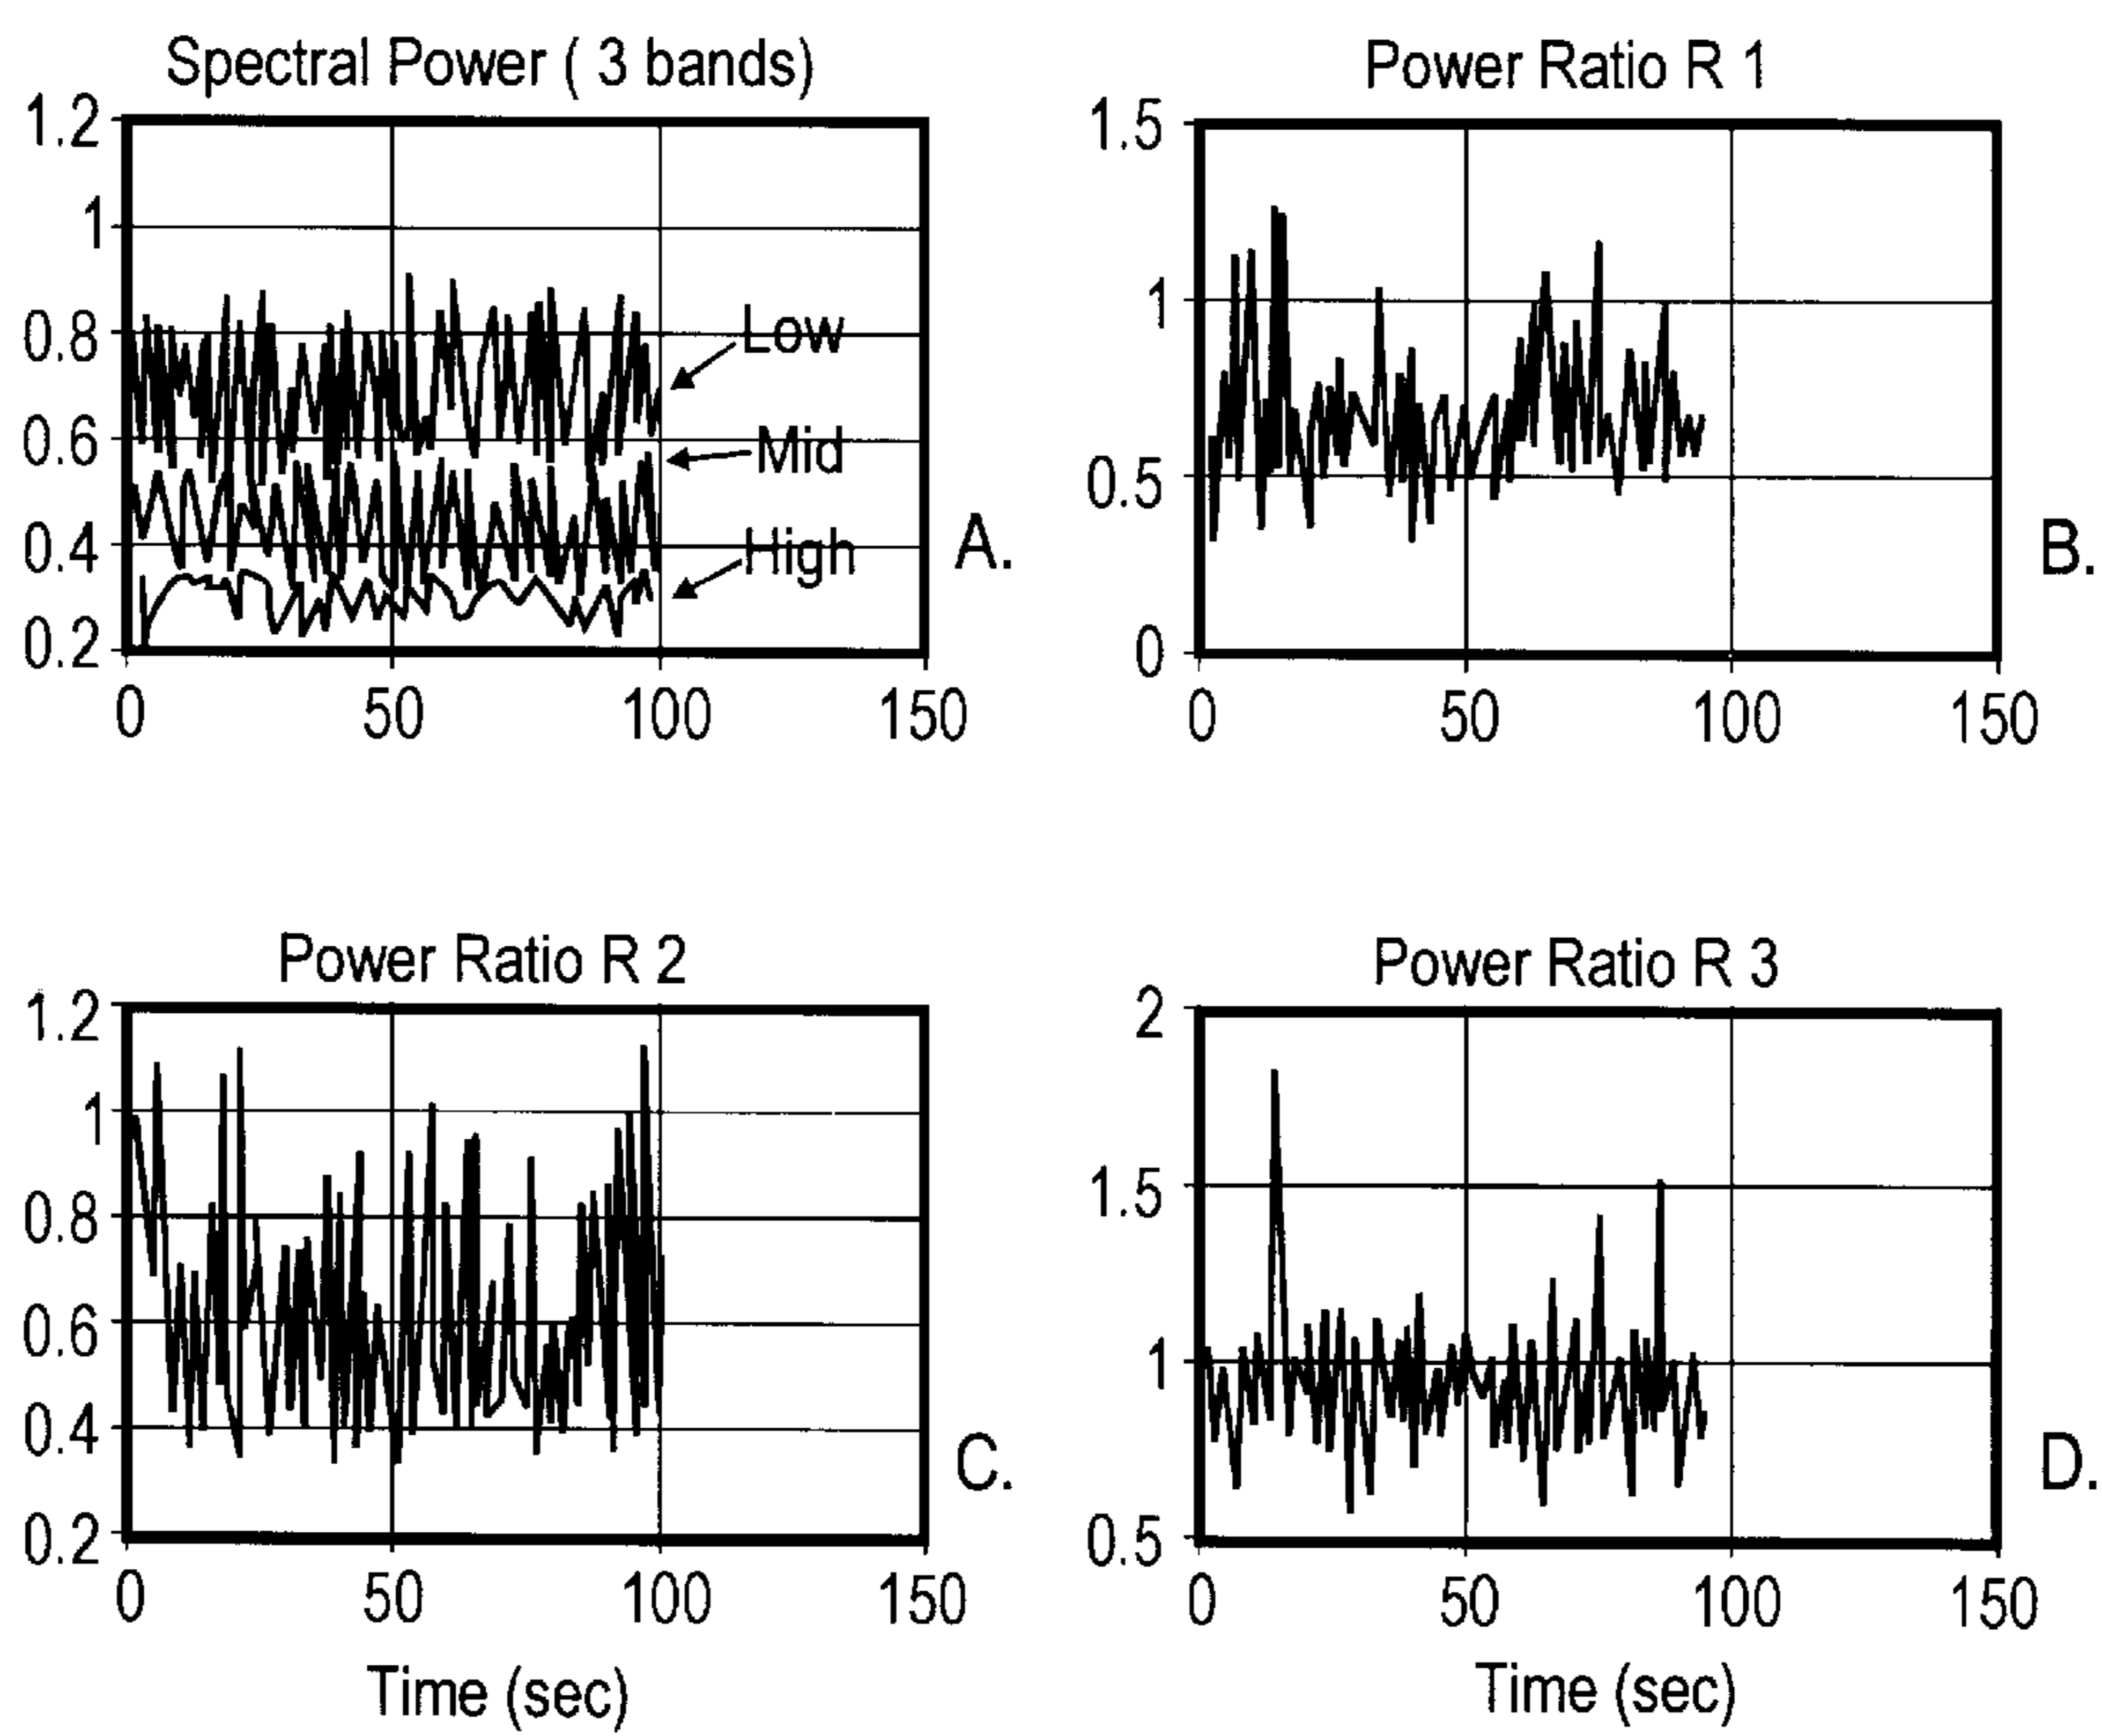 Spectral Power ( 3 bands)
1.2
1
0.8
0.6
0.4
0.2
Low
Mid
High
0 50 100 150
A.
Power Ratio R 1
1.5
1
0.5
0
0 50 100 150
B.
Power Ratio R 2
1.2
1
0.8
0.6
0.4
0.2
0 50 100 150
Time (sec)
C.
Power Ratio R 3
2
1.5
1
0.5
0 50 100 150
Time (sec)
D.